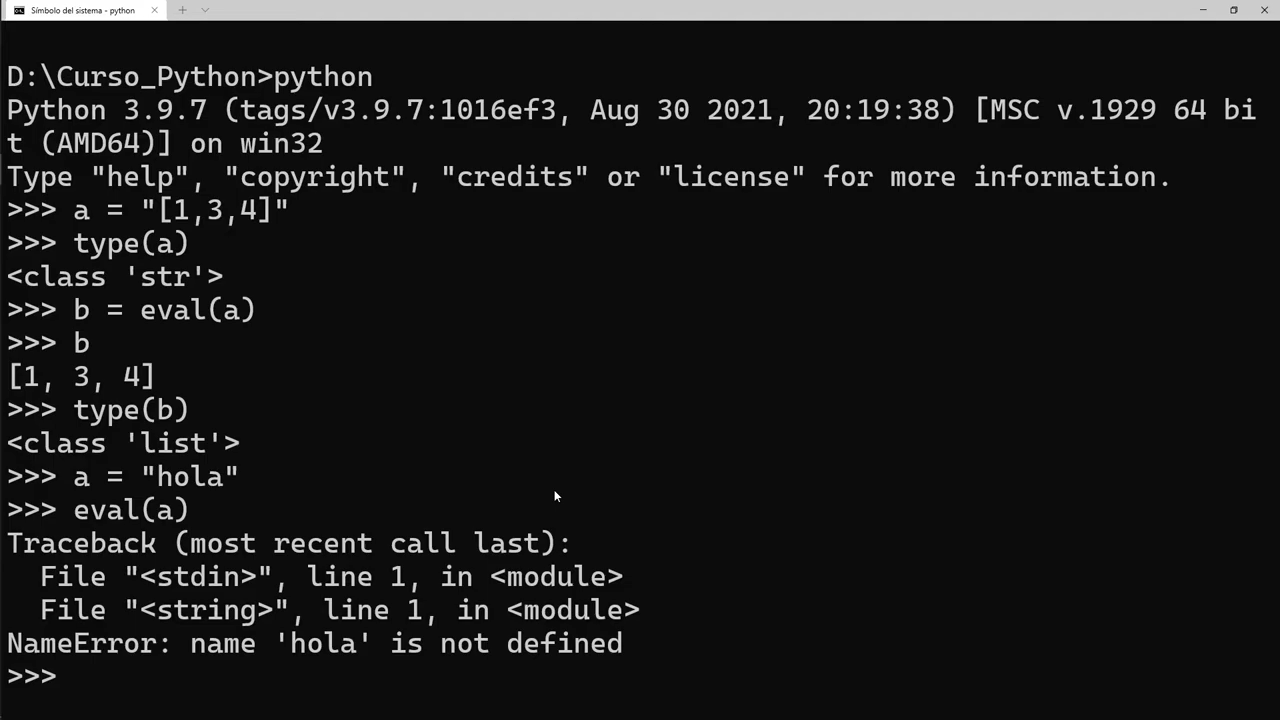 Símbolo del sistema - python
D:\Curso_Python>python
Python 3.9.7 (tags/v3.9.7:1016ef3, Aug 30 2021, 20:19:38) [MSC v.1929 64 bi
t (AMD64)] on win32
Type "help", "copyright", "credits" or "license" for more information.
>>> a = "[1,3,4]"
>>> type(a)
<class 'str'>
>>> b = eval(a)
>>> b
[1, 3, 4]
>>> type(b)
<class 'list'>
>>> a = "hola"
>>> eval(a)
Traceback (most recent call last):
  File "<stdin>", line 1, in <module>
  File "<string>", line 1, in <module>
NameError: name 'hola' is not defined
>>>